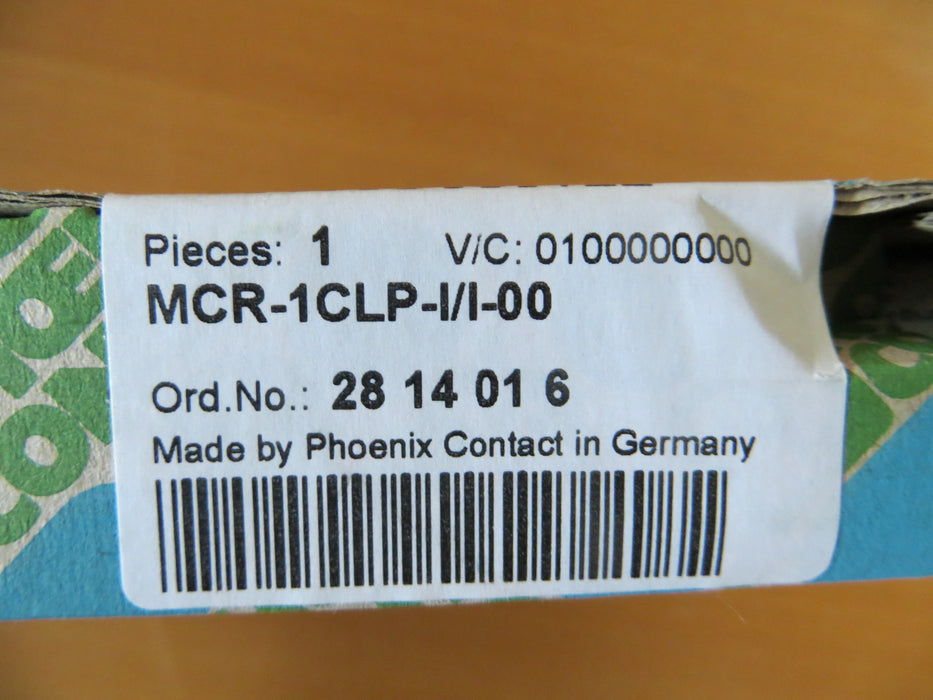 Pieces: 1 V/C: 0100000000
MCR-1CLP-I/I-00
Ord.No.: 28 14 01 6
Made by Phoenix Contact in Germany